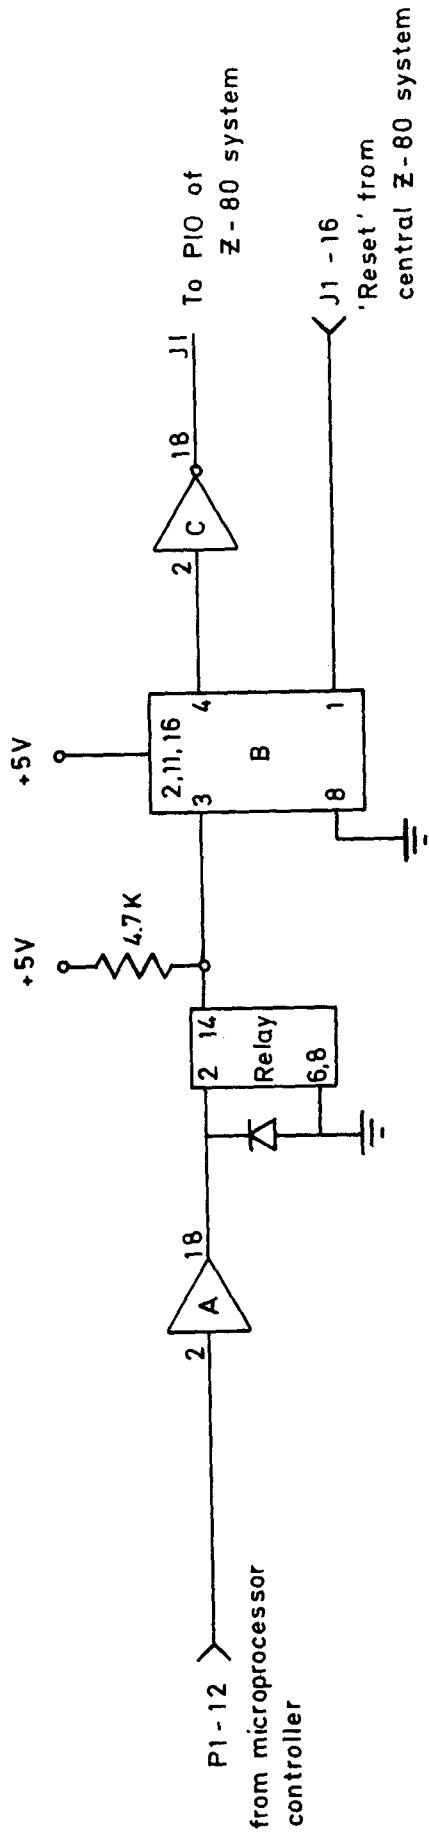 P1-12
from microprocessor
controller
2
A
18
2
14
Relay
6,8
+5V
4.7K
+5V
2,11,16
3
4
B
8
1
2
C
18
J1
To PIO of
Z-80 system
J1-16
'Reset' from
central Z-80 system